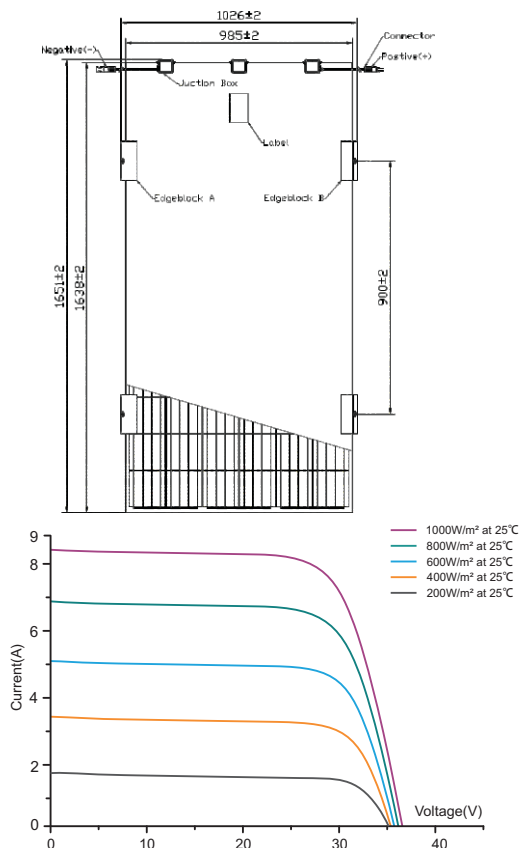 1026±2
985±2
Negative(-)
Connector
Postive(+)
Juction Box
Label
Edgeblock A
Edgeblock B
1651±2
1638±2
900±2
1000W/m² at 25℃
800W/m² at 25℃
600W/m² at 25℃
400W/m² at 25℃
200W/m² at 25℃
Current(A)
9
8
6
4
2
0
Voltage(V)
0
10
20
30
40